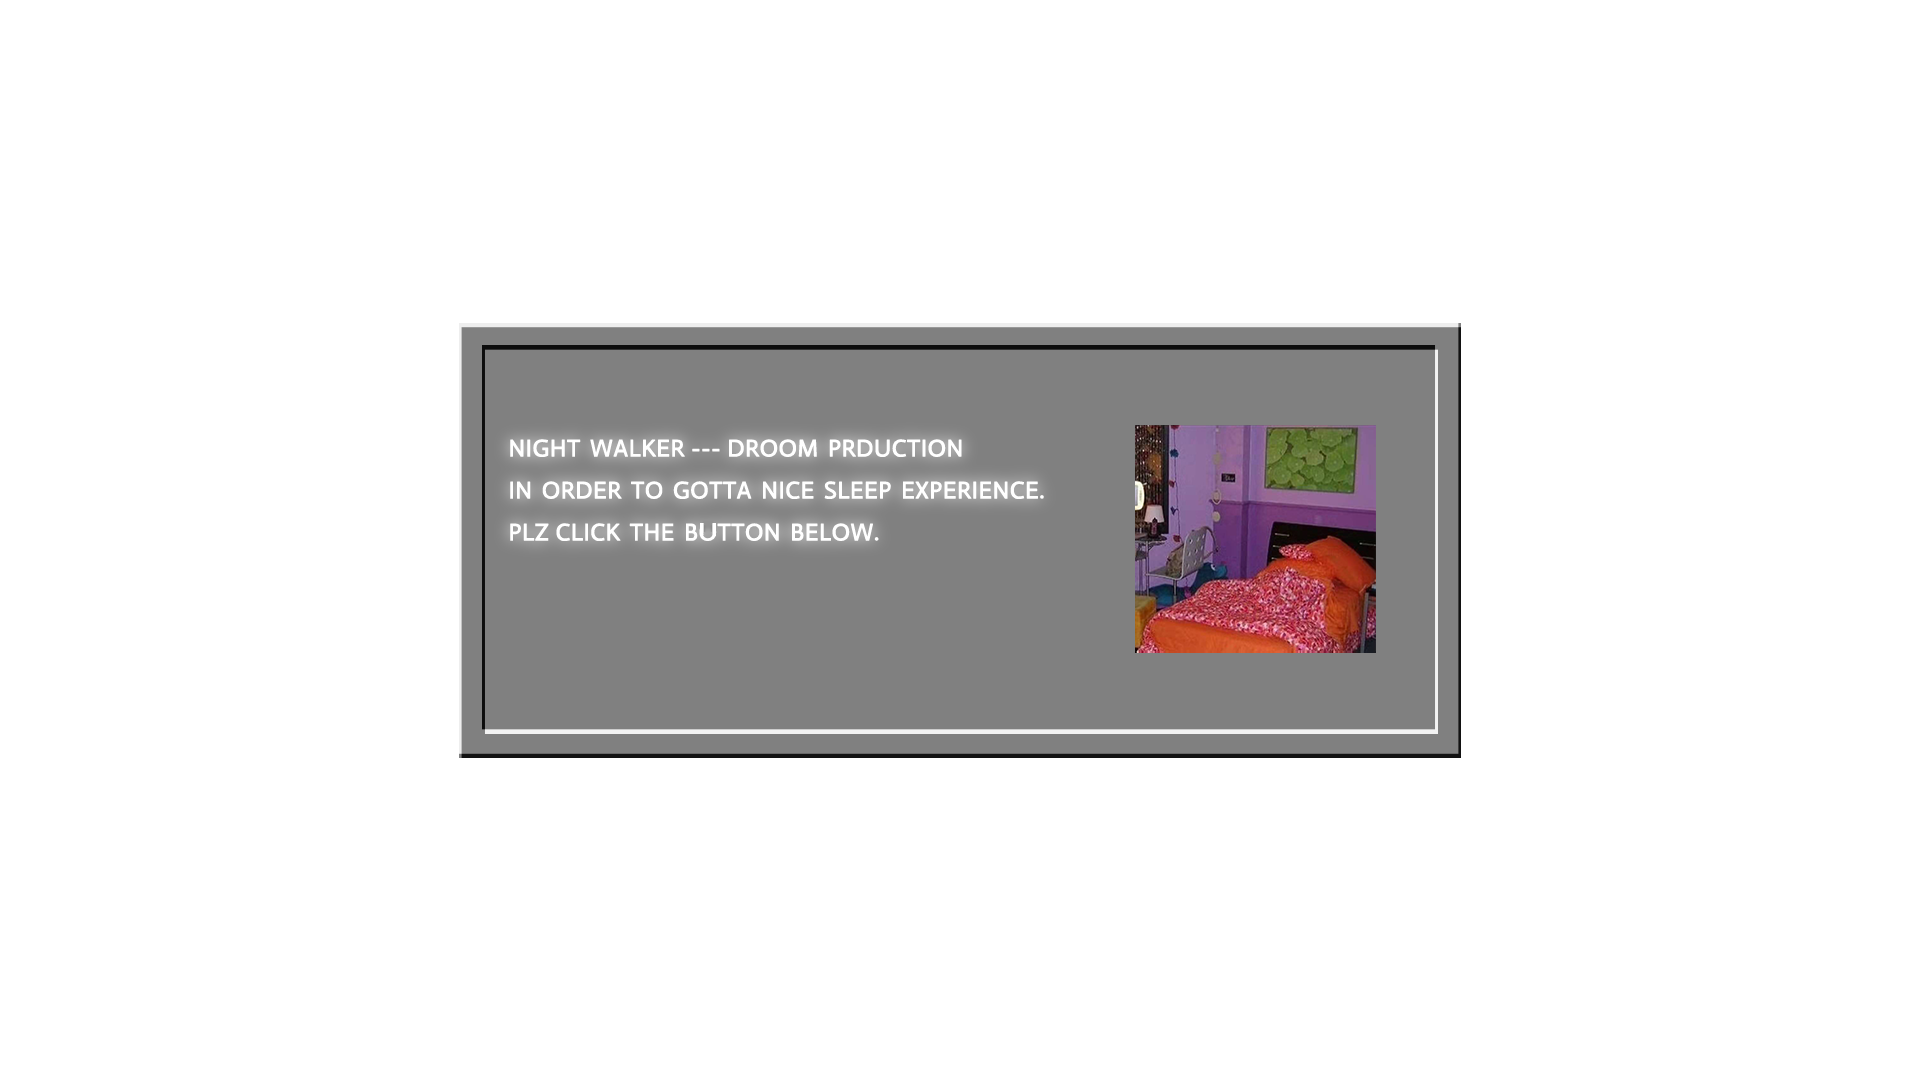 NIGHT WALKER --- DROOM PRDUCTION
IN ORDER TO GOTTA NICE SLEEP EXPERIENCE.
PLZ CLICK THE BUTTON BELOW.